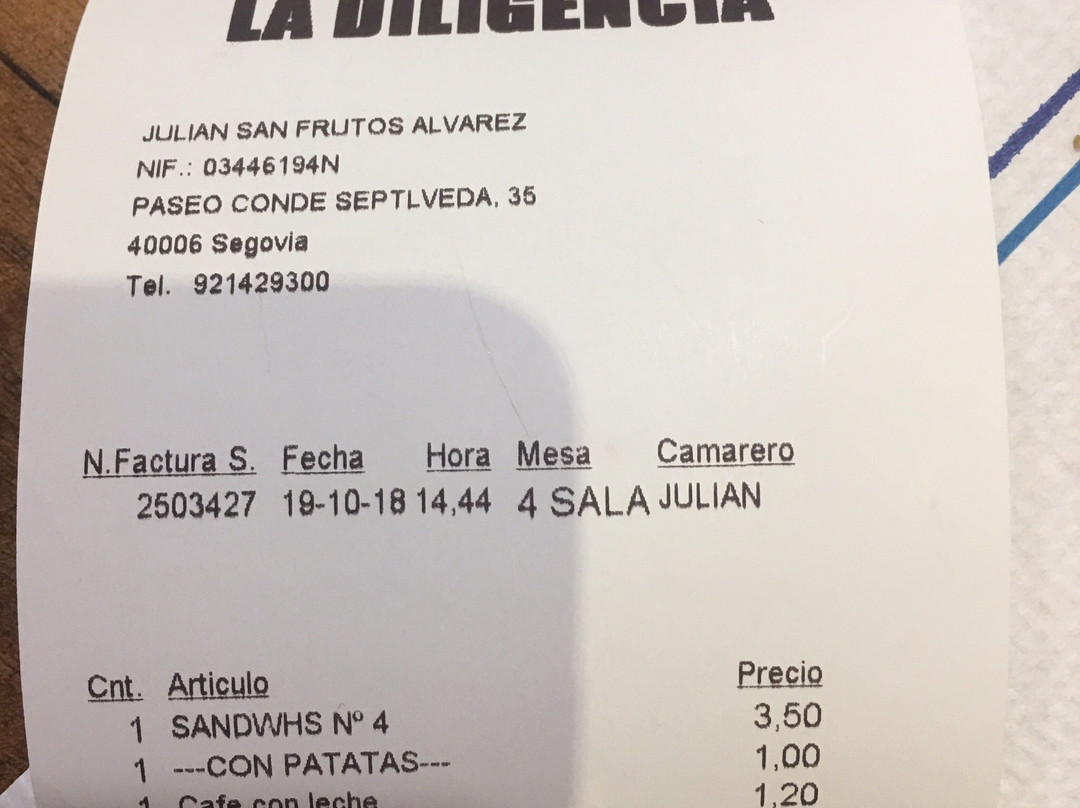 LA DILIGENCIA
JULIAN SAN FRUTOS ALVAREZ
NIF.: 03446194N
PASEO CONDE SEPTLVEDA, 35
40006 Segovia
Tel. 921429300
N.Factura S. Fecha Hora Mesa Camarero
2503427 19-10-18 14,44 4 SALA JULIAN
Cnt. Articulo Precio
1 SANDWHS Nº 4 3,50
1 ---CON PATATAS--- 1,00
1 Cafe con leche 1,20